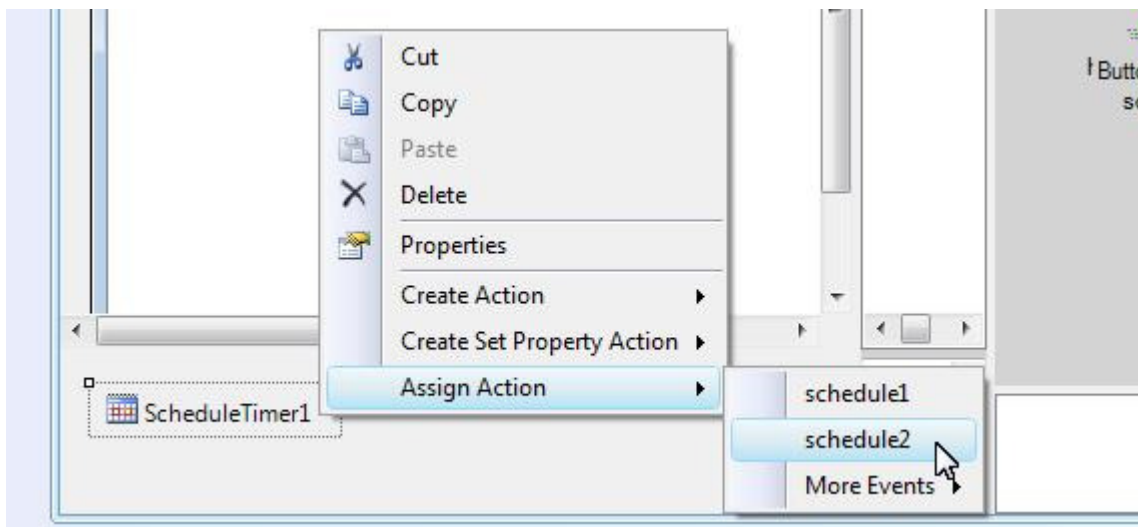 Cut
Copy
Paste
Delete
Properties
Create Action
Create Set Property Action
Assign Action
schedule1
schedule2
More Events
ScheduleTimer1